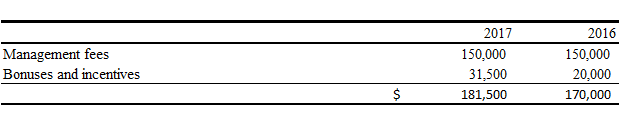 2017 2016
Management fees 150,000 150,000
Bonuses and incentives 31,500 20,000
$ 181,500 170,000